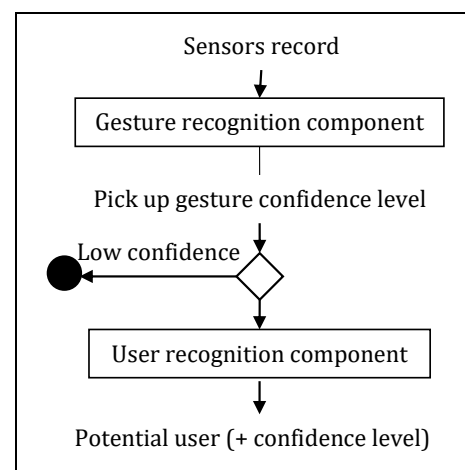 Sensors record
Gesture recognition component
Pick up gesture confidence level
Low confidence
User recognition component
Potential user (+ confidence level)